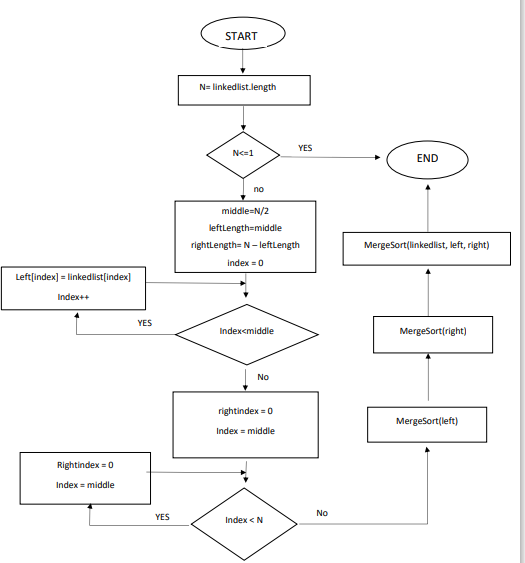 START
N= linkedlist.length
N<=1
YES
END
no
middle=N/2
leftLength=middle
rightLength= N – leftLength
index = 0
MergeSort(linkedlist, left, right)
Left[index] = linkedlist[index]
Index++
YES
Index<middle
MergeSort(right)
No
rightindex = 0
Index = middle
MergeSort(left)
Rightindex = 0
Index = middle
YES
Index < N
No